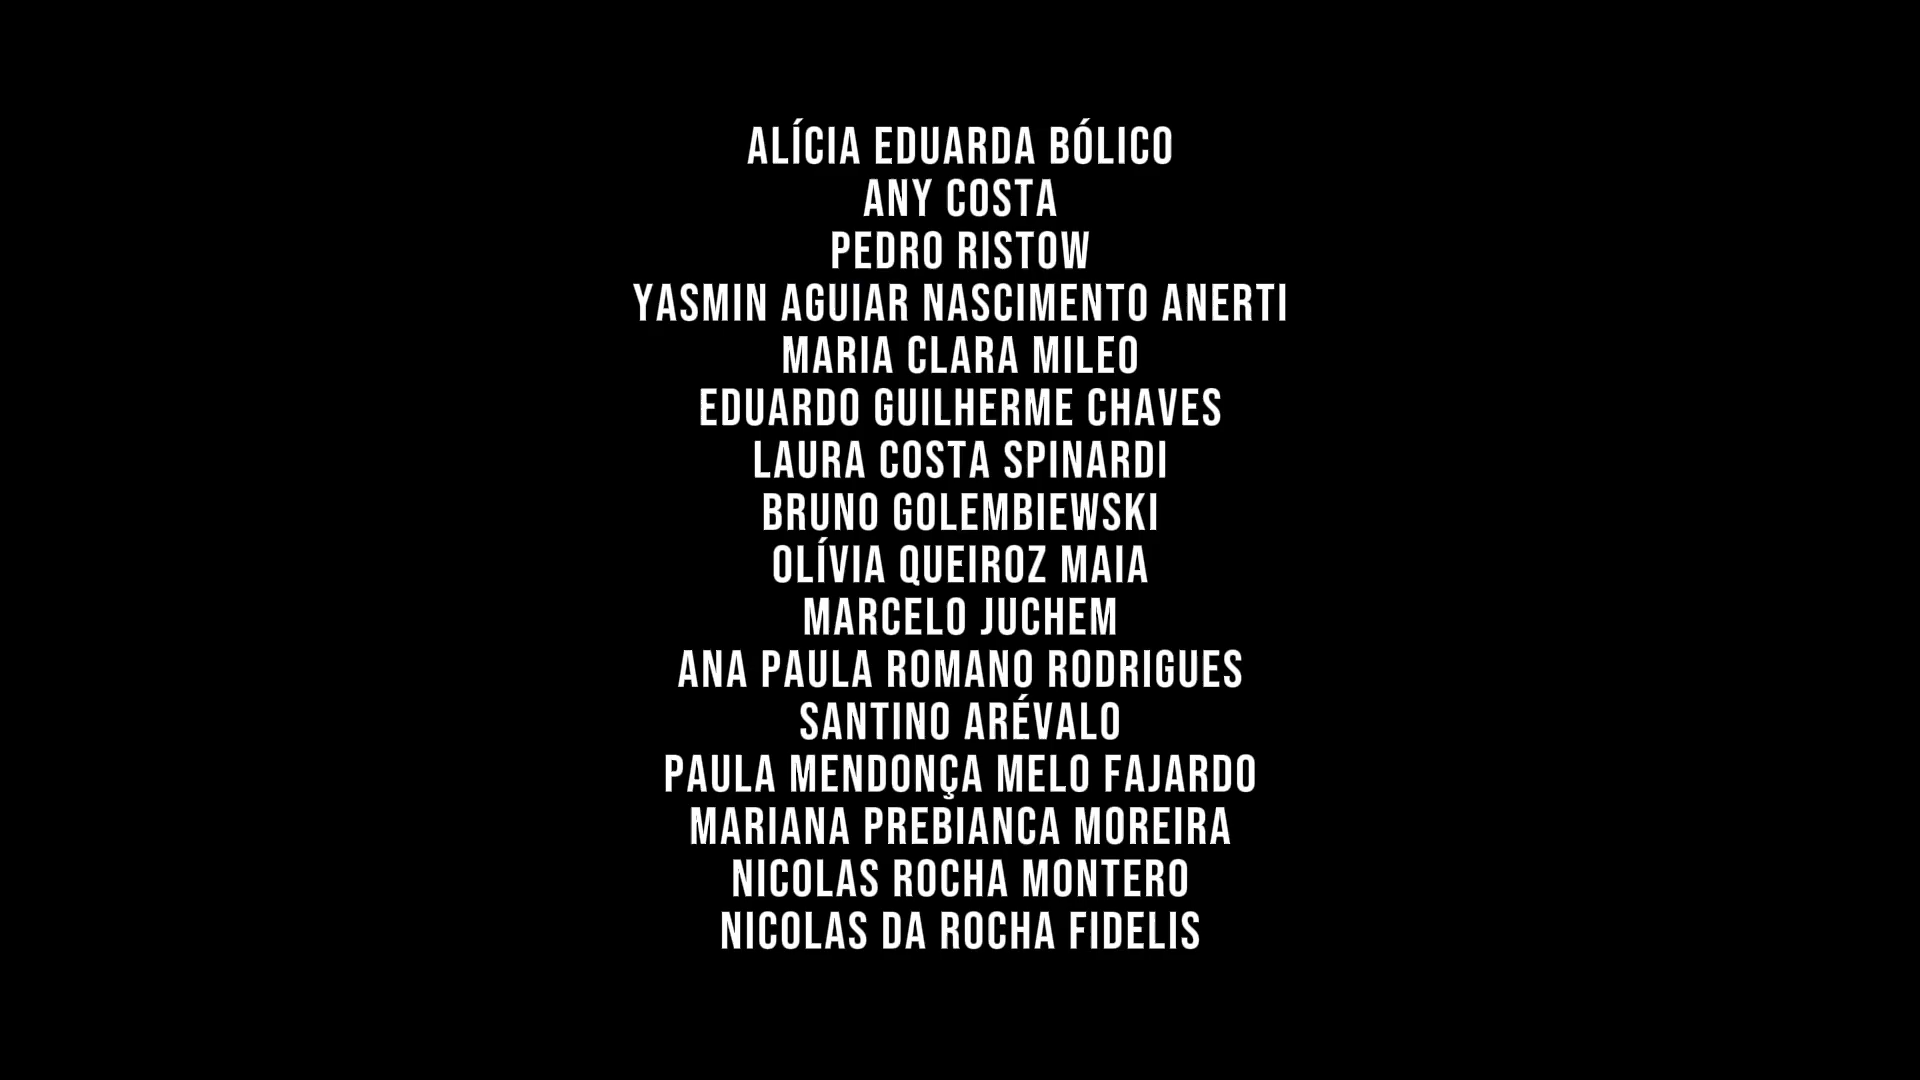 ALÍCIA EDUARDA BÓLICO
ANY COSTA
PEDRO RISTOW
YASMIN AGUIAR NASCIMENTO ANERTI
MARIA CLARA MILEO
EDUARDO GUILHERME CHAVES
LAURA COSTA SPINARDI
BRUNO GOLEMBIEWSKI
OLÍVIA QUEIROZ MAIA
MARCELO JUCHEM
ANA PAULA ROMANO RODRIGUES
SANTINO ARÉVALO
PAULA MENDONÇA MELO FAJARDO
MARIANA PREBIANCA MOREIRA
NICOLAS ROCHA MONTERO
NICOLAS DA ROCHA FIDELIS